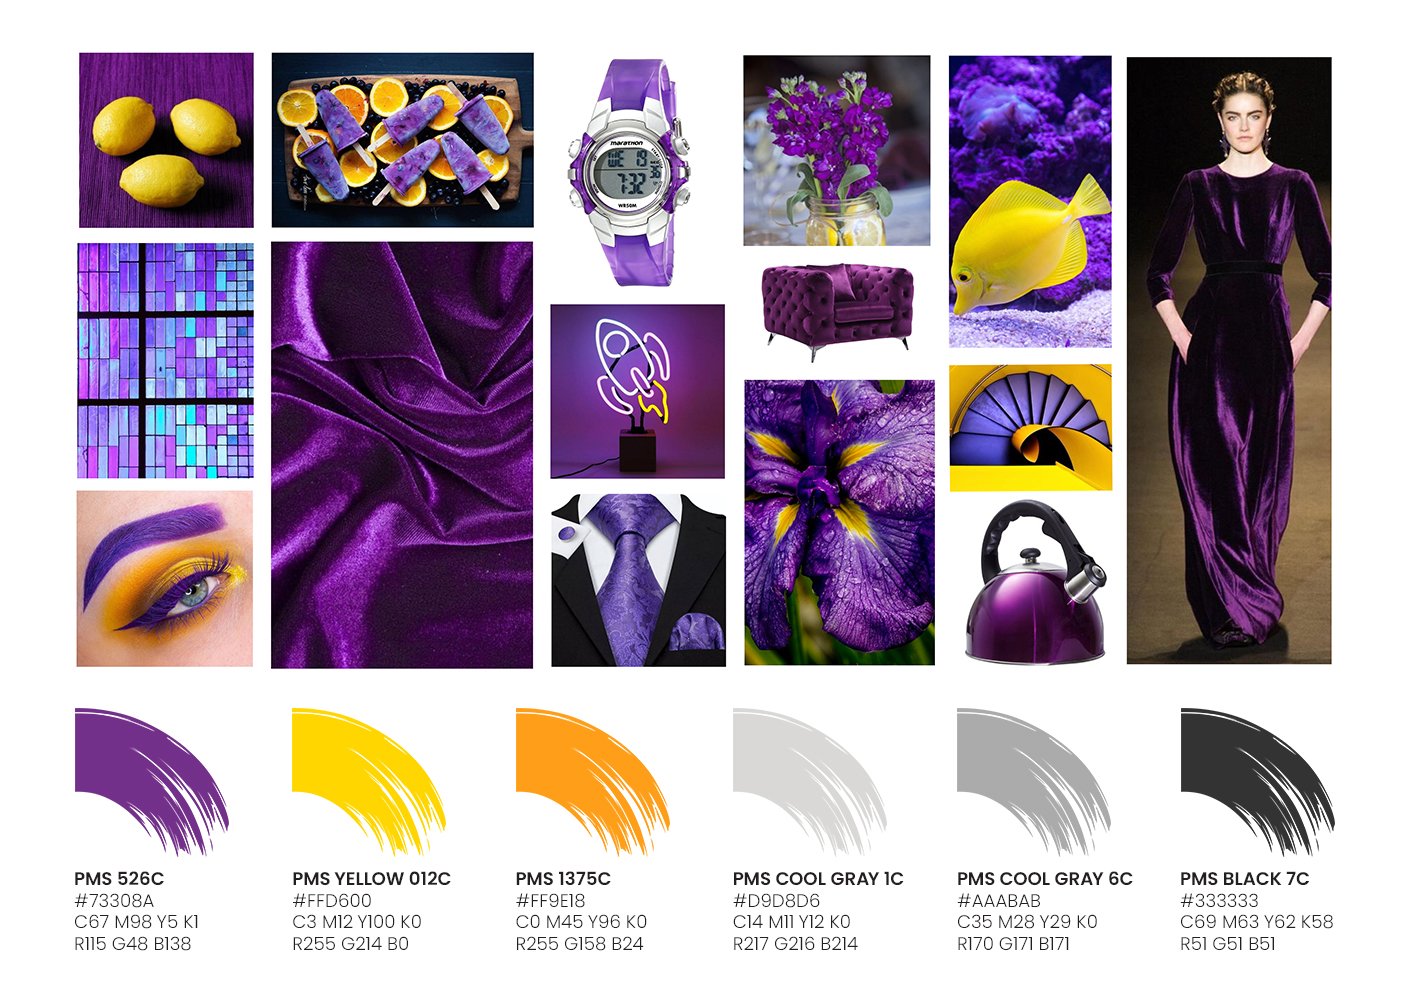 marathon
WE 19
7:32
WR50M
PMS 526C
#73308A
C67 M98 Y5 K1
R115 G48 B138
PMS YELLOW 012C
#FFD600
C3 M12 Y100 K0
R255 G214 B0
PMS 1375C
#FF9E18
C0 M45 Y96 K0
R255 G158 B24
PMS COOL GRAY 1C
#D9D8D6
C14 M11 Y12 K0
R217 G216 B214
PMS COOL GRAY 6C
#AAABAB
C35 M28 Y29 K0
R170 G171 B171
PMS BLACK 7C
#333333
C69 M63 Y62 K58
R51 G51 B51